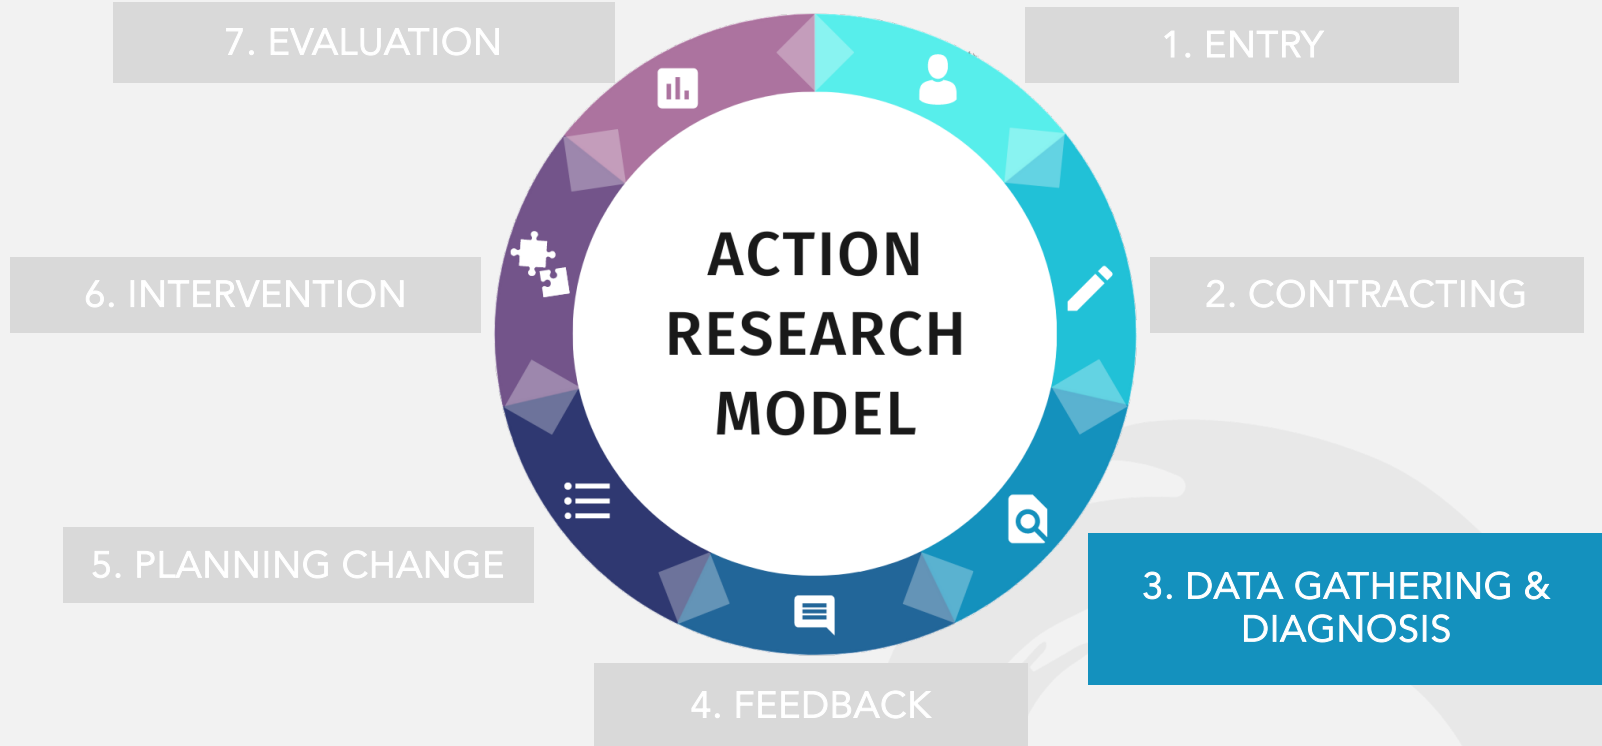 ACTION
RESEARCH
MODEL
1. ENTRY
2. CONTRACTING
3. DATA GATHERING &
DIAGNOSIS
4. FEEDBACK
5. PLANNING CHANGE
6. INTERVENTION
7. EVALUATION